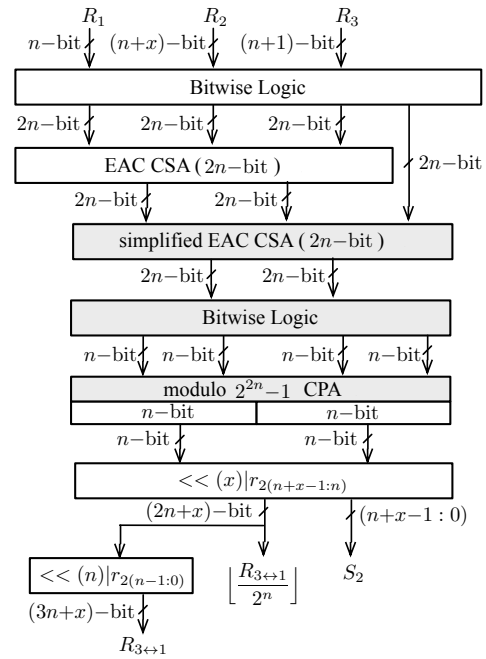 R₁ R₂ R₃
n−bit (n+x)−bit (n+1)−bit
Bitwise Logic
2n−bit 2n−bit 2n−bit 2n−bit
EAC CSA ( 2n−bit )
2n−bit 2n−bit
simplified EAC CSA ( 2n−bit )
2n−bit 2n−bit
Bitwise Logic
n−bit n−bit n−bit n−bit
modulo 2²ⁿ−1 CPA
n−bit n−bit
n−bit n−bit
<< (x)|r₂₍ₙ₊ₓ₋₁:ₙ₎
(2n+x)−bit (n+x−1 : 0)
<< (n)|r₂₍ₙ₋₁:₀₎ ⌊R₃↔₁/2ⁿ⌋ S₂
(3n+x)−bit
R₃↔₁